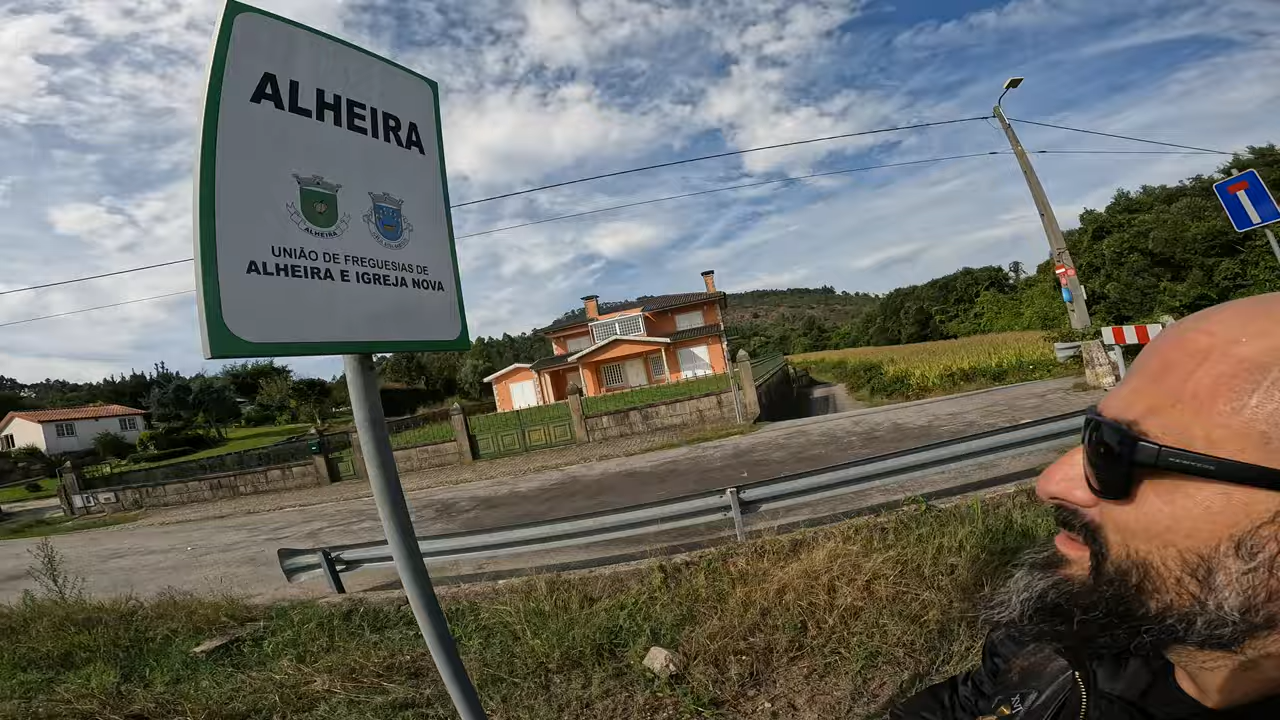 ALHEIRA
ALHEIRA
UNIÃO DE FREGUESIAS DE
ALHEIRA E IGREJA NOVA